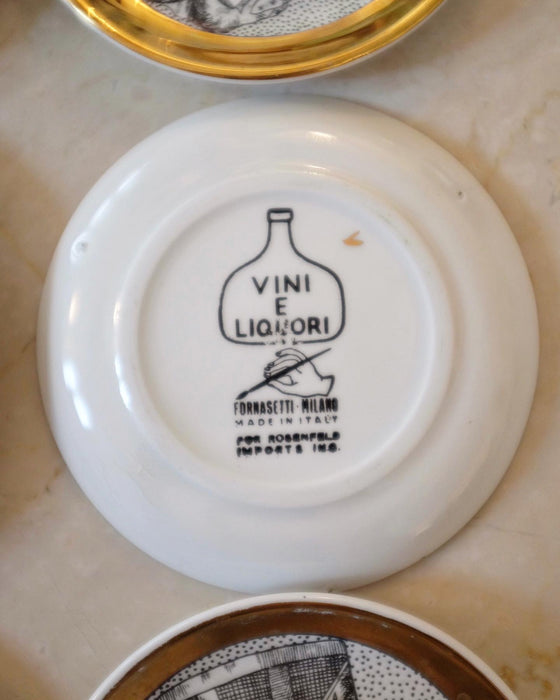 VINI
E
LIQUORI
FORNASETTI · MILANO
MADE IN ITALY
FOR ROSENFELD
IMPORTS INC.